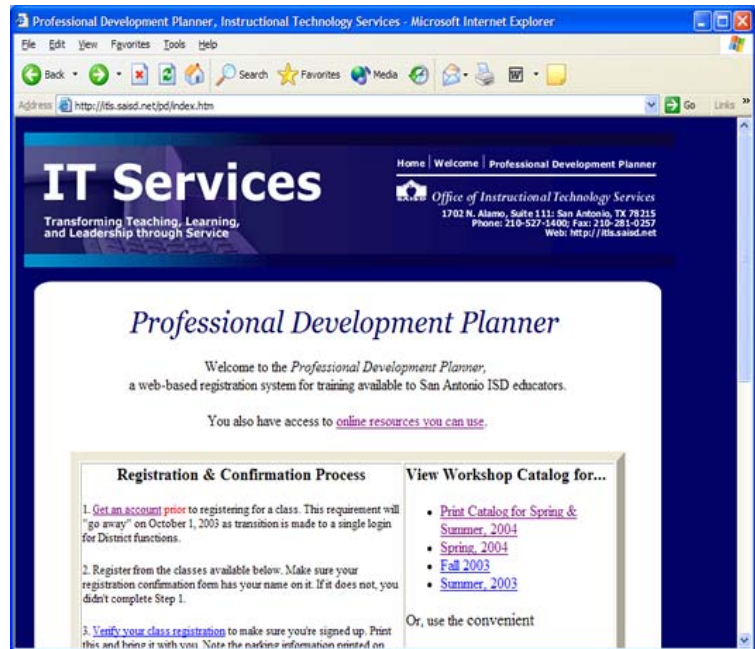 Professional Development Planner, Instructional Technology Services - Microsoft Internet Explorer
File Edit View Favorites Tools Help
Back Search Favorites Media
Address http://itls.saisd.net/pd/index.htm Go Links »
Home | Welcome | Professional Development Planner
IT Services
Office of Instructional Technology Services
1702 N. Alamo, Suite 111: San Antonio, TX 78215
Phone: 210-527-1400; Fax: 210-281-0257
Web: http://itls.saisd.net
Transforming Teaching, Learning,
and Leadership through Service
Professional Development Planner
Welcome to the Professional Development Planner,
a web-based registration system for training available to San Antonio ISD educators.
You also have access to online resources you can use.
Registration & Confirmation Process
1. Get an account prior to registering for a class. This requirement will
"go away" on October 1, 2003 as transition is made to a single login
for District functions.
2. Register from the classes available below. Make sure your
registration confirmation form has your name on it. If it does not, you
didn't complete Step 1.
3. Verify your class registration to make sure you're signed up. Print
this and bring it with you. Note the parking information printed on
View Workshop Catalog for...
• Print Catalog for Spring &
Summer, 2004
• Spring, 2004
• Fall 2003
• Summer, 2003
Or, use the convenient